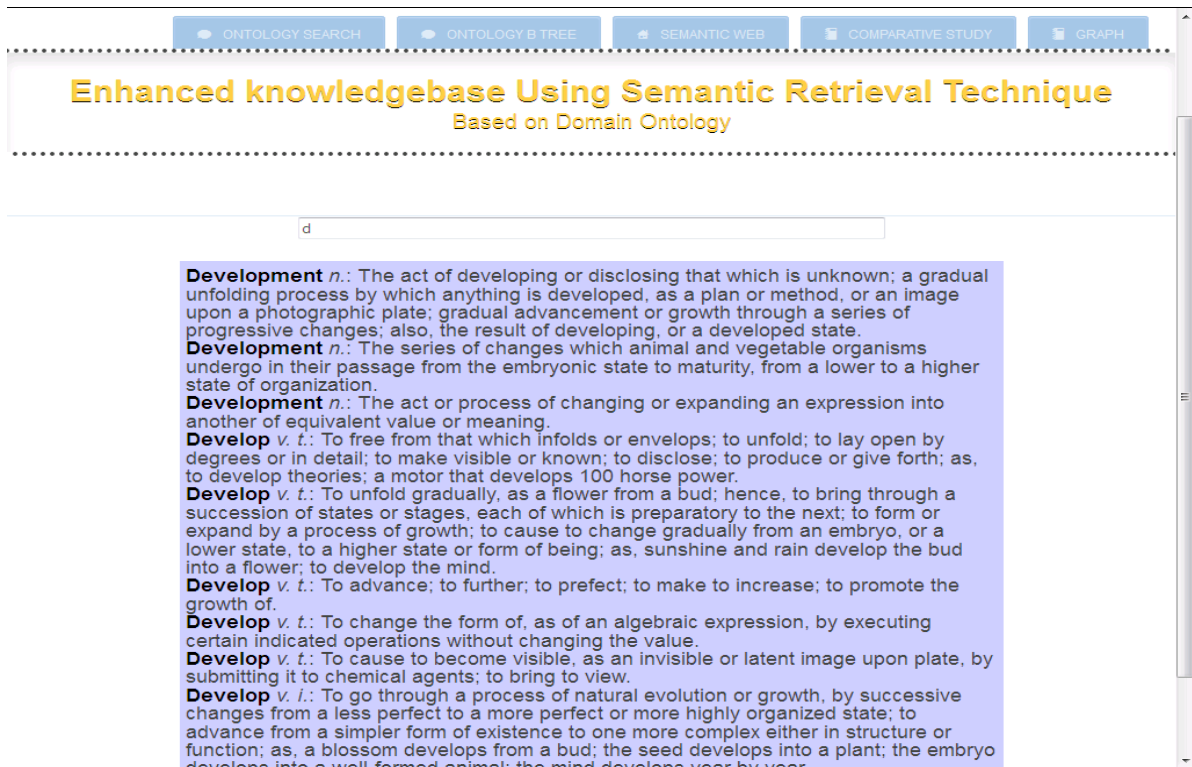 ONTOLOGY SEARCH ONTOLOGY B TREE SEMANTIC WEB COMPARATIVE STUDY GRAPH
Enhanced knowledgebase Using Semantic Retrieval Technique
Based on Domain Ontology
d
Development n.: The act of developing or disclosing that which is unknown; a gradual
unfolding process by which anything is developed, as a plan or method, or an image
upon a photographic plate; gradual advancement or growth through a series of
progressive changes; also, the result of developing, or a developed state.
Development n.: The series of changes which animal and vegetable organisms
undergo in their passage from the embryonic state to maturity, from a lower to a higher
state of organization.
Development n.: The act or process of changing or expanding an expression into
another of equivalent value or meaning.
Develop v. t.: To free from that which infolds or envelops; to unfold; to lay open by
degrees or in detail; to make visible or known; to disclose; to produce or give forth; as,
to develop theories; a motor that develops 100 horse power.
Develop v. t.: To unfold gradually, as a flower from a bud; hence, to bring through a
succession of states or stages, each of which is preparatory to the next; to form or
expand by a process of growth; to cause to change gradually from an embryo, or a
lower state, to a higher state or form of being; as, sunshine and rain develop the bud
into a flower; to develop the mind.
Develop v. t.: To advance; to further; to prefect; to make to increase; to promote the
growth of.
Develop v. t.: To change the form of, as of an algebraic expression, by executing
certain indicated operations without changing the value.
Develop v. t.: To cause to become visible, as an invisible or latent image upon plate, by
submitting it to chemical agents; to bring to view.
Develop v. i.: To go through a process of natural evolution or growth, by successive
changes from a less perfect to a more perfect or more highly organized state; to
advance from a simpler form of existence to one more complex either in structure or
function; as, a blossom develops from a bud; the seed develops into a plant; the embryo
develops into a well-formed animal; the mind develops year by year.